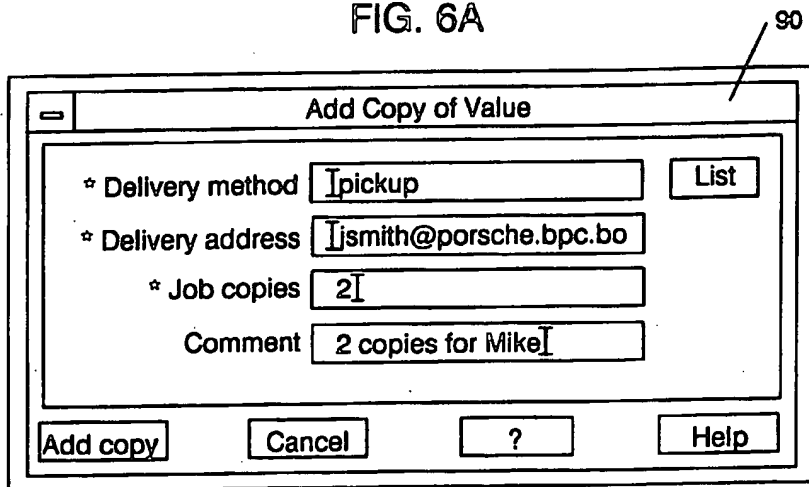 FIG. 6A
90
Add Copy of Value
* Delivery method pickup List
* Delivery address jsmith@porsche.bpc.bo
* Job copies 2
Comment 2 copies for Mike
Add copy Cancel ? Help